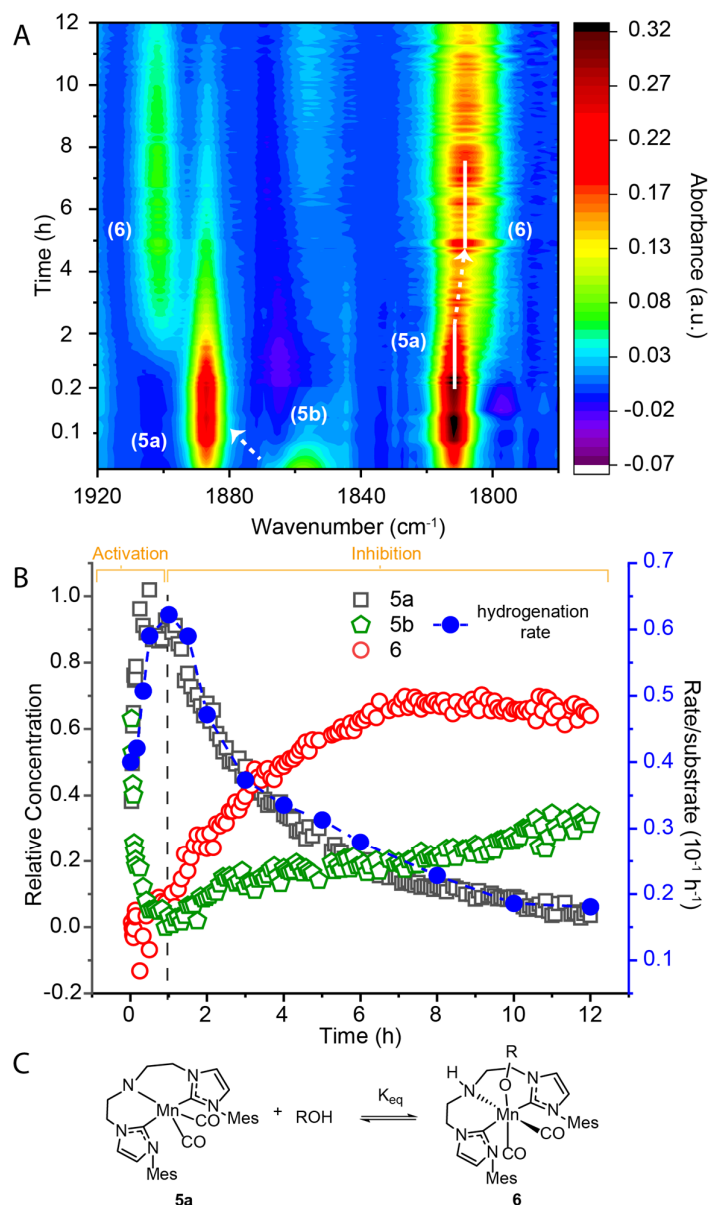 A
12
10
8
6
4
2
0.2
0.1
Time (h)
(6)
(5a)
(5b)
(5a)
(6)
1920
1880
1840
1800
Wavenumber (cm⁻¹)
0.32
0.27
0.22
0.17
0.13
0.08
0.03
-0.02
-0.07
Absorbance (a.u.)
B
Activation
Inhibition
1.0
0.8
0.6
0.4
0.2
0.0
-0.2
Relative Concentration
5a
5b
6
hydrogenation
rate
0.7
0.6
0.5
0.4
0.3
0.2
0.1
Rate/substrate (10⁻¹ h⁻¹)
0
2
4
6
8
10
12
Time (h)
C
N
N
N
Mn
N
CO
Mes
CO
N
N
Mes
5a
+
ROH
Keq
R
H
O
N
N
N
Mn
N
Mes
N
CO
CO
N
Mes
6